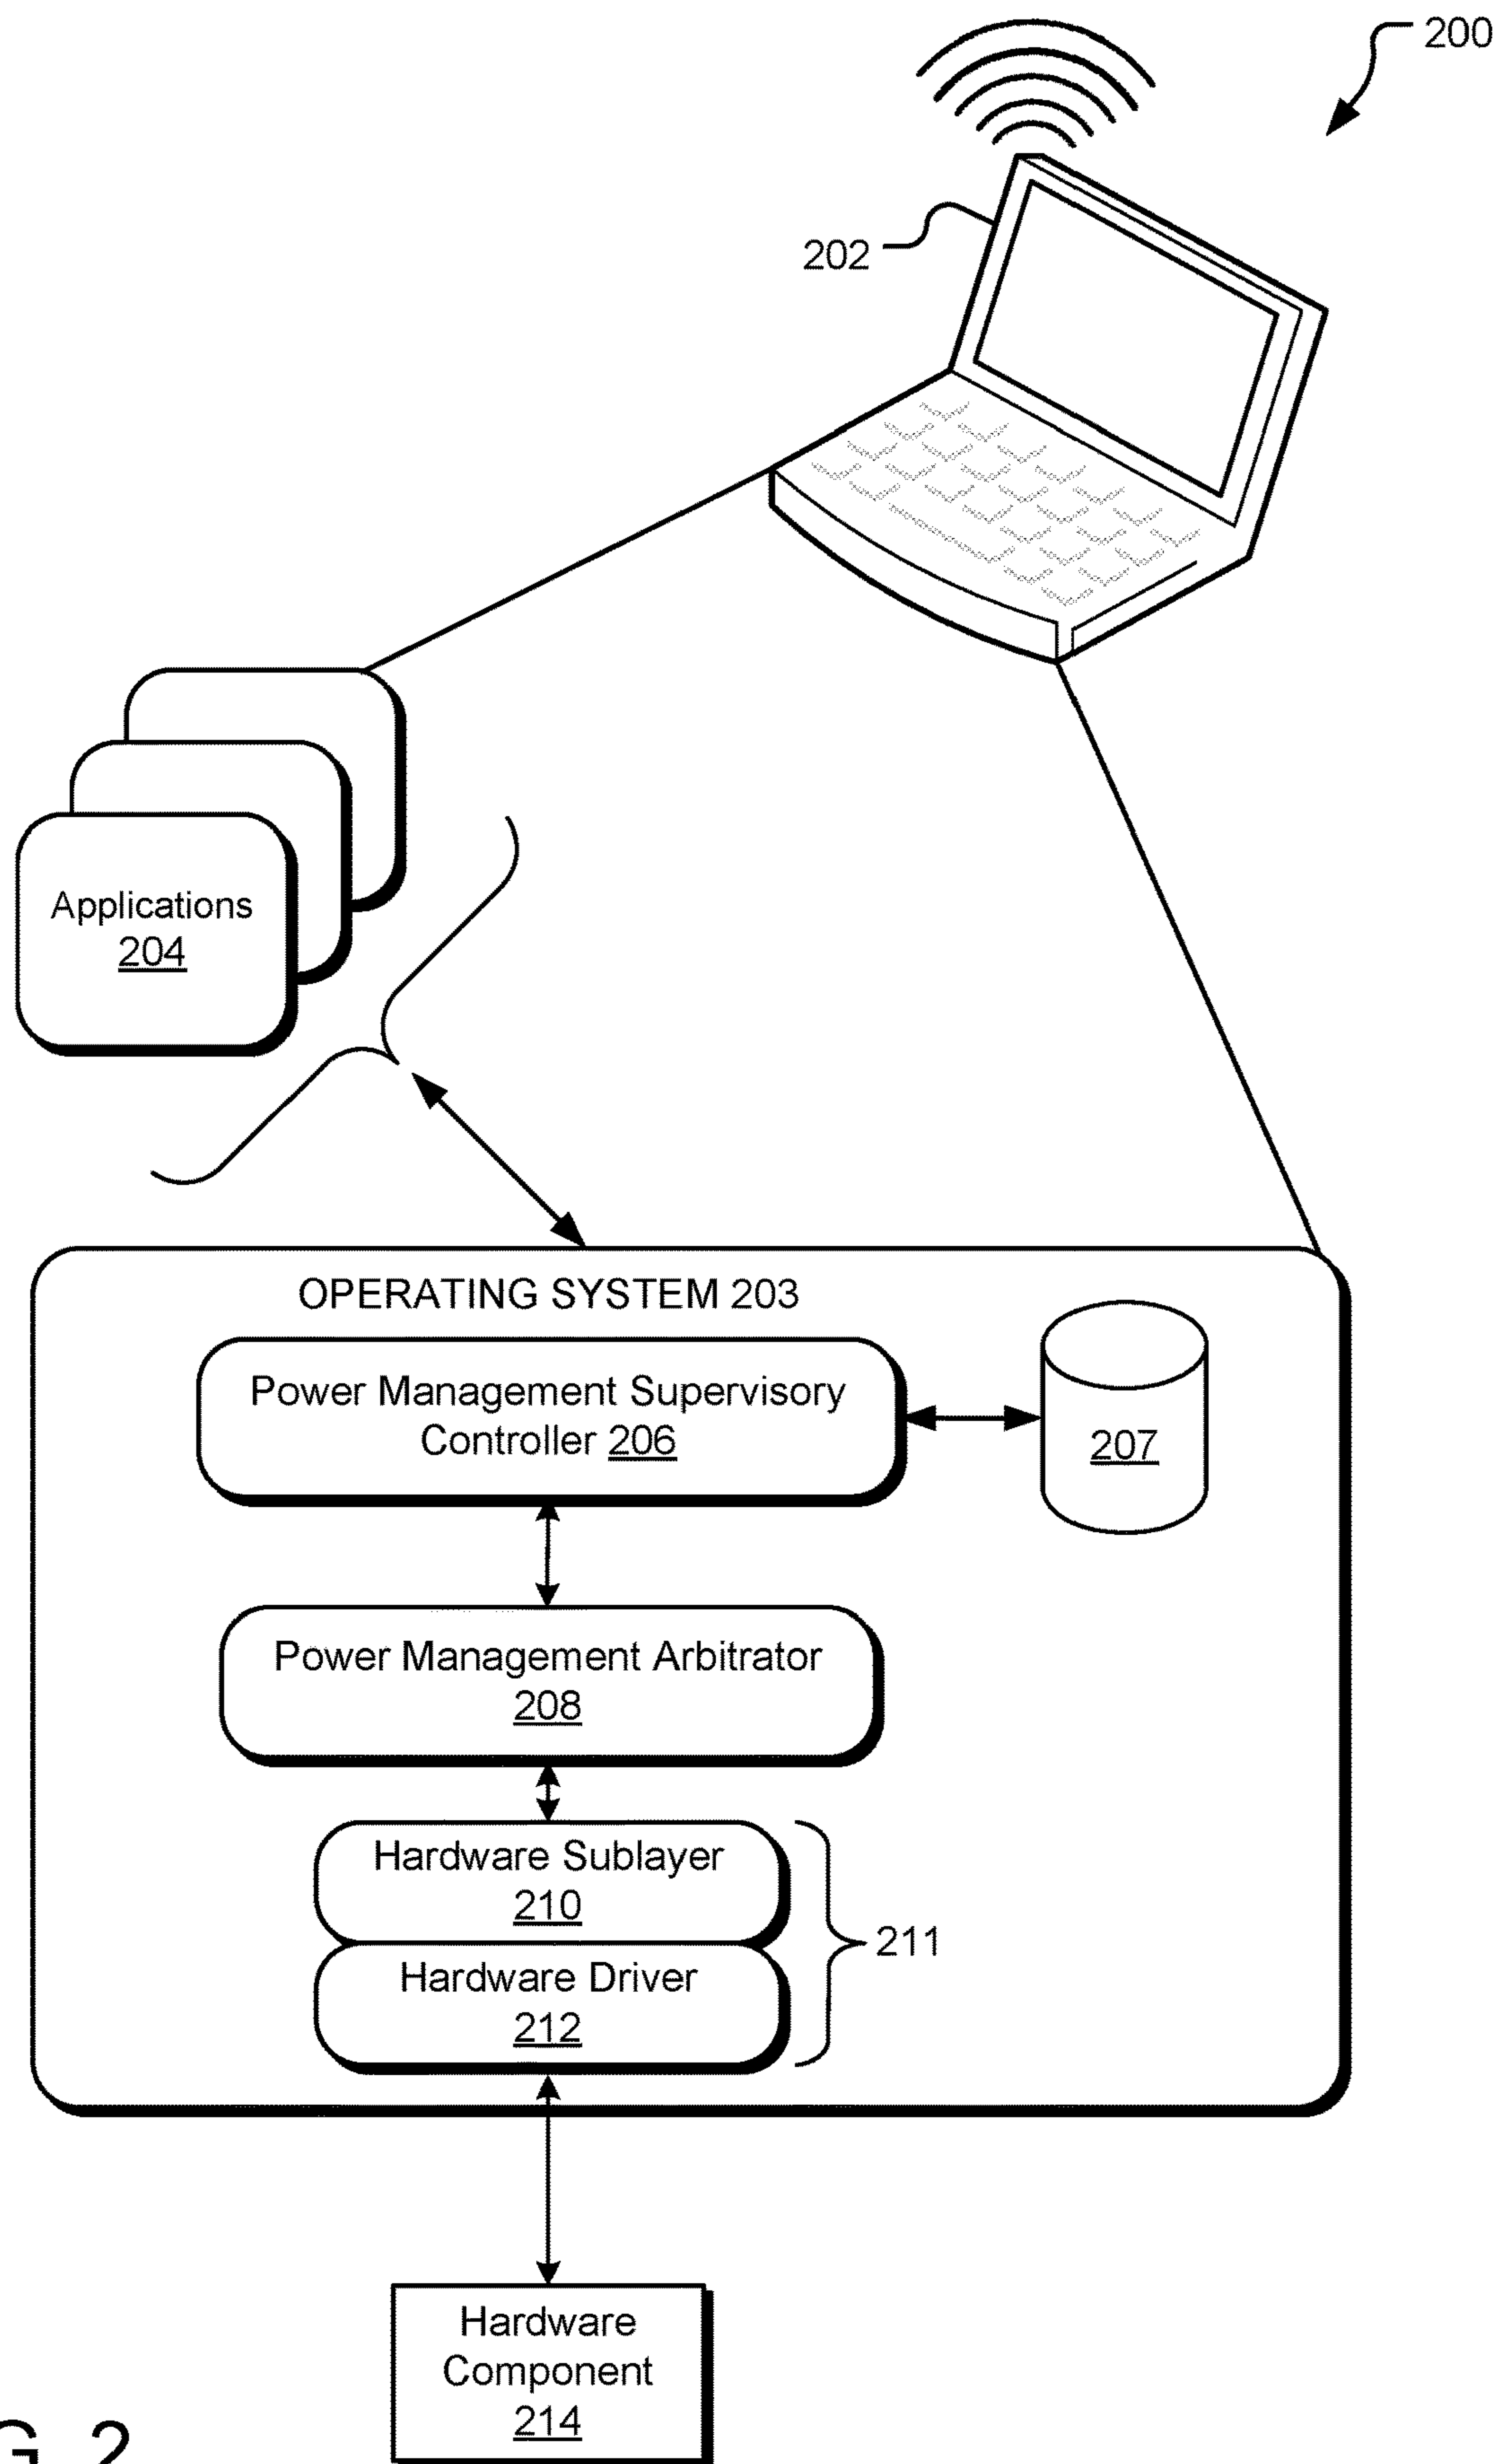 200
202
Applications
204
OPERATING SYSTEM 203
Power Management Supervisory
Controller 206
207
Power Management Arbitrator
208
Hardware Sublayer
210
211
Hardware Driver
212
Hardware
Component
214
G. 2